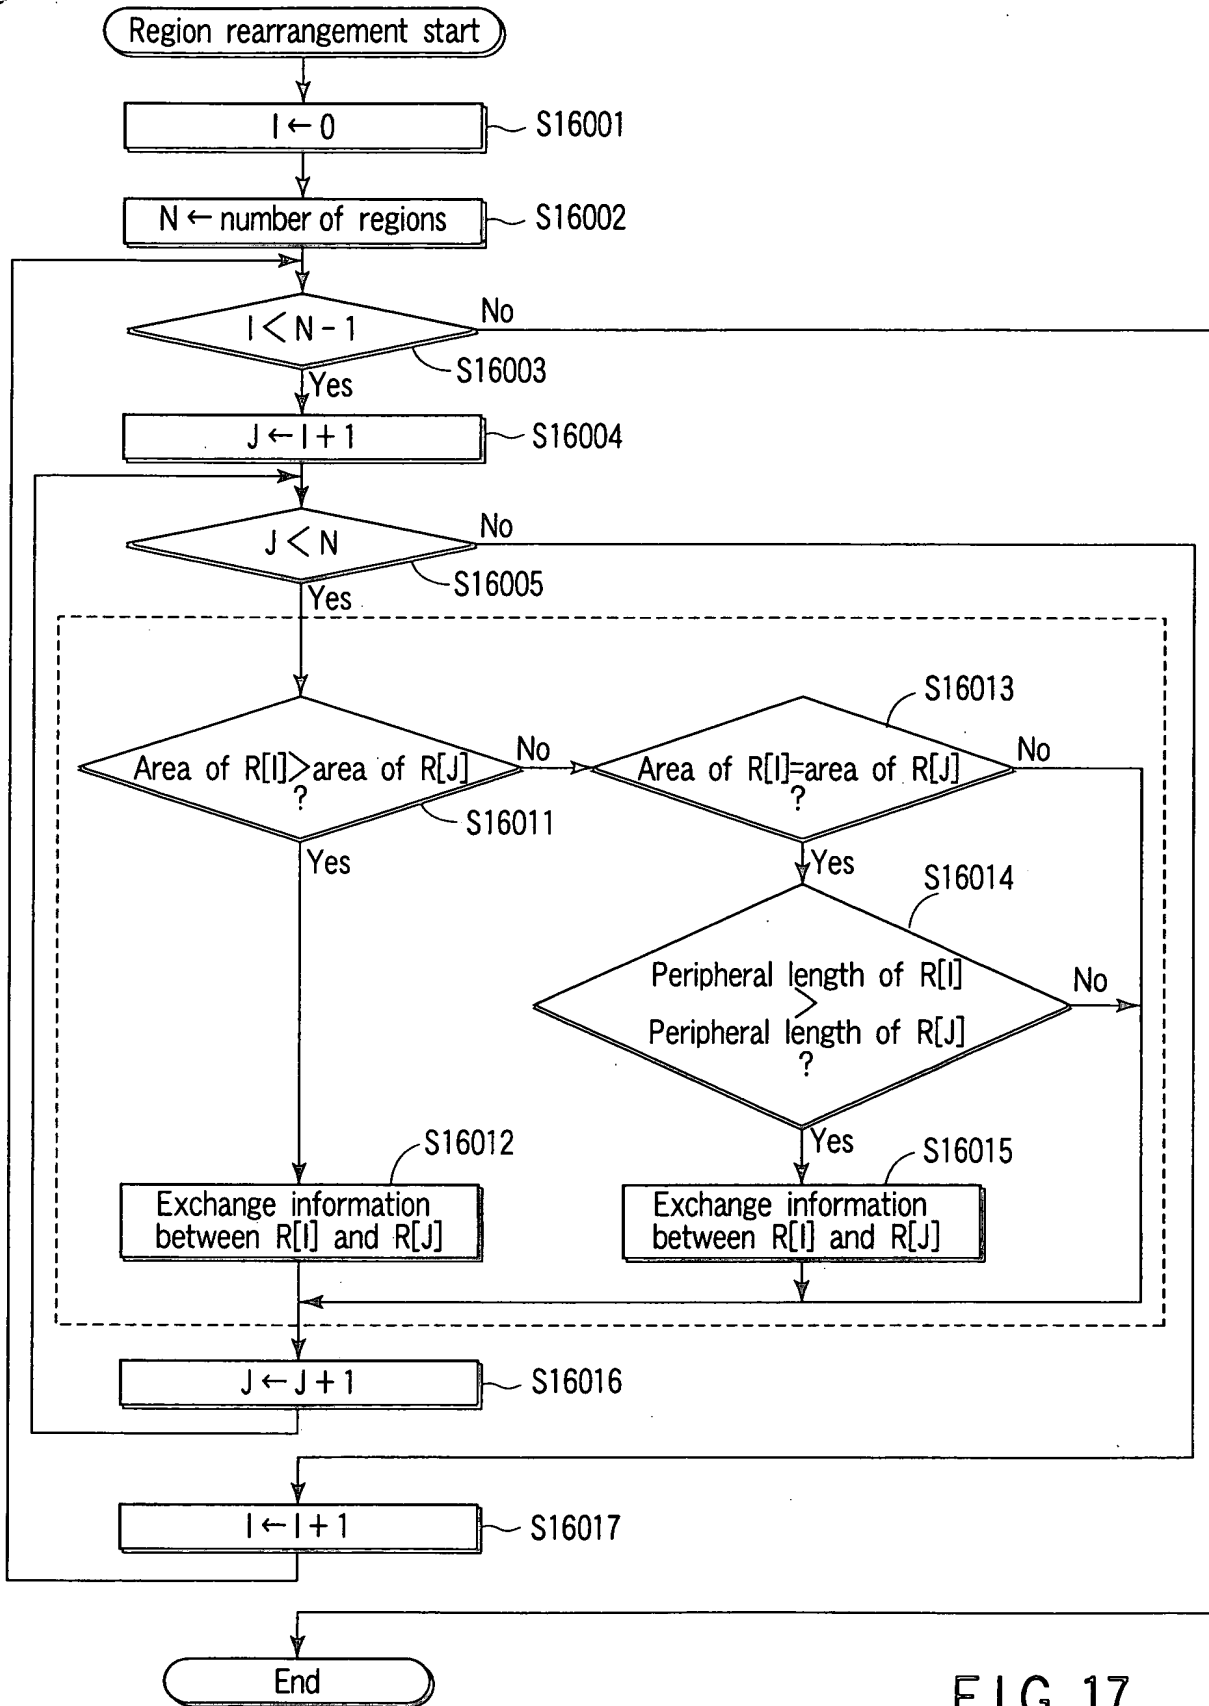 Region rearrangement start
I ← 0
S16001
N ← number of regions
S16002
I < N - 1
No
S16003
Yes
J ← I + 1
S16004
J < N
No
S16005
Yes
S16013
Area of R[I]>area of R[J]
?
No
Area of R[I]=area of R[J]
?
No
S16011
Yes
Yes
S16014
Peripheral length of R[I]
>
Peripheral length of R[J]
?
No
Yes
S16012
S16015
Exchange information
between R[I] and R[J]
Exchange information
between R[I] and R[J]
J ← J + 1
S16016
I ← I + 1
S16017
End
FIG. 17